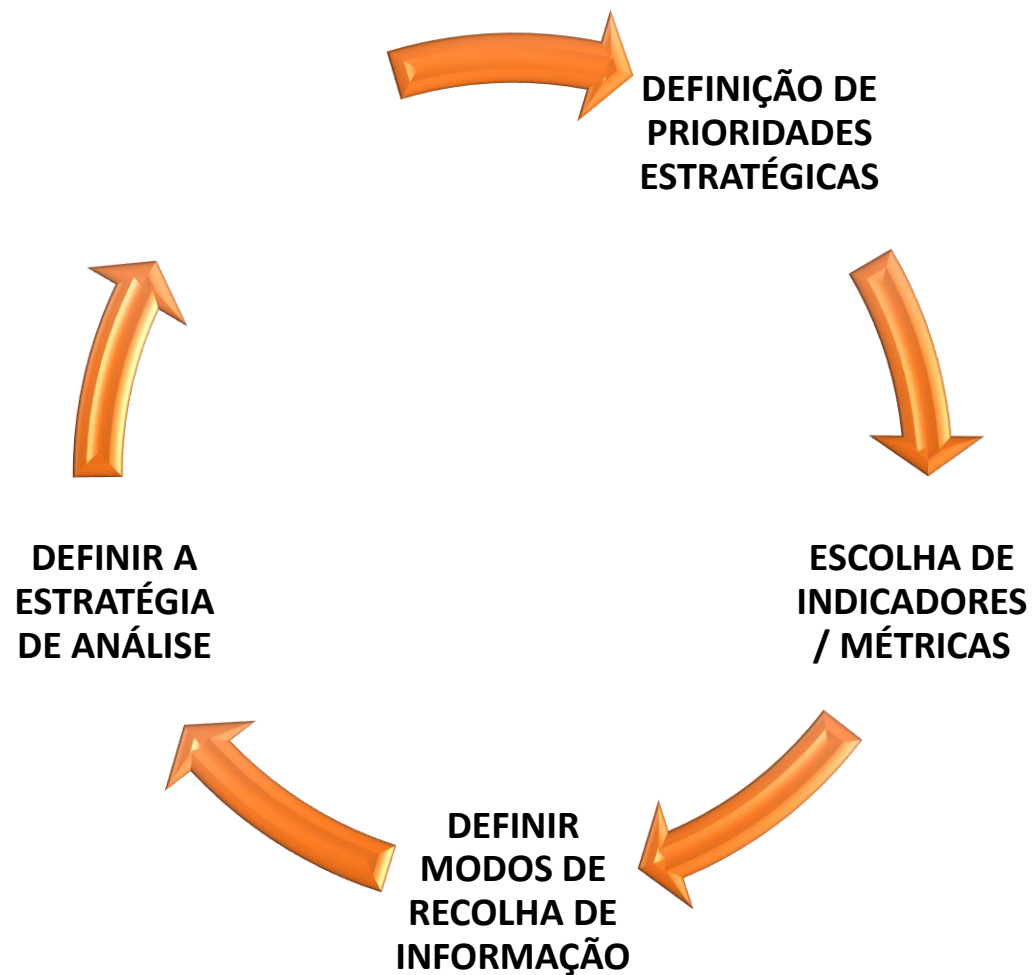 DEFINIÇÃO DE
PRIORIDADES
ESTRATÉGICAS
ESCOLHA DE
INDICADORES
/ MÉTRICAS
DEFINIR
MODOS DE
RECOLHA DE
INFORMAÇÃO
DEFINIR A
ESTRATÉGIA
DE ANÁLISE